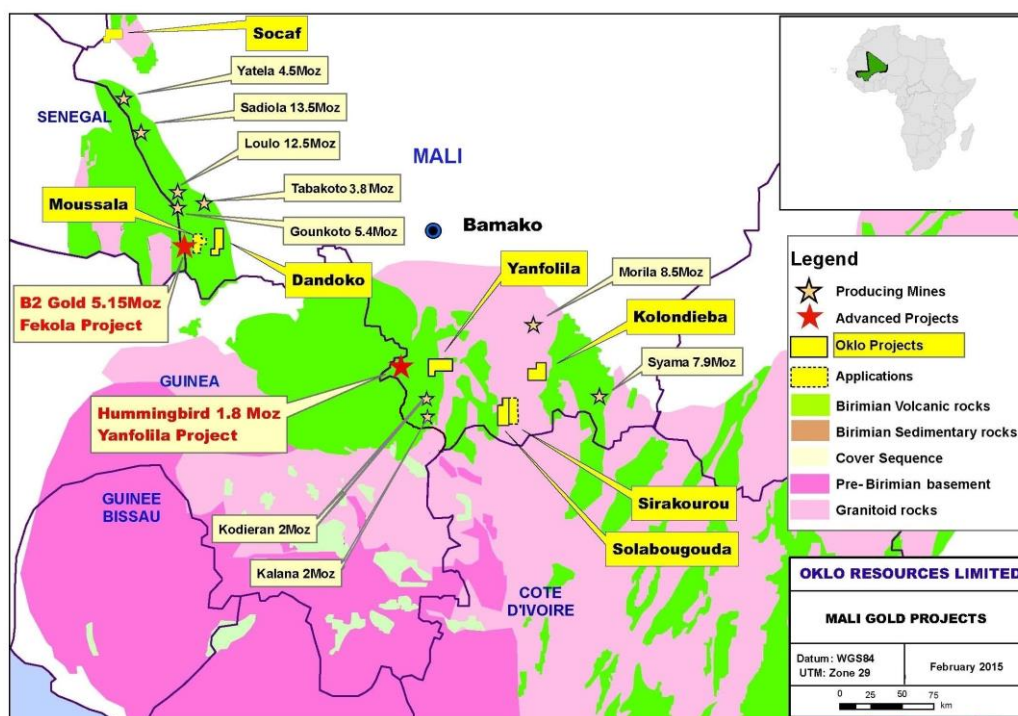 Socaf
Yatela 4.5Moz
SENEGAL
Sadiola 13.5Moz
Loulo 12.5Moz
MALI
Tabakoto 3.8 Moz
Moussala
Gounkoto 5.4Moz
Bamako
Dandoko
Yanfolila
Morila 8.5Moz
B2 Gold 5.15Moz
Fekola Project
Kolondieba
Syama 7.9Moz
GUINEA
Hummingbird 1.8 Moz
Yanfolila Project
GUINEE
BISSAU
Sirakourou
Kodieran 2Moz
Solabougouda
Kalana 2Moz
COTE
D'IVOIRE
Legend
Producing Mines
Advanced Projects
Oklo Projects
Applications
Birimian Volcanic rocks
Birimian Sedimentary rocks
Cover Sequence
Pre-Birimian basement
Granitoid rocks
OKLO RESOURCES LIMITED
MALI GOLD PROJECTS
Datum: WGS84
UTM: Zone 29
February 2015
0 25 50 75
km